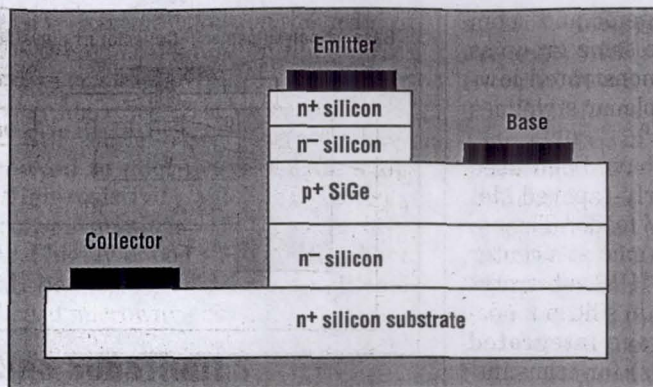 Emitter
n+ silicon
Base
n− silicon
p+ SiGe
Collector
n− silicon
n+ silicon substrate